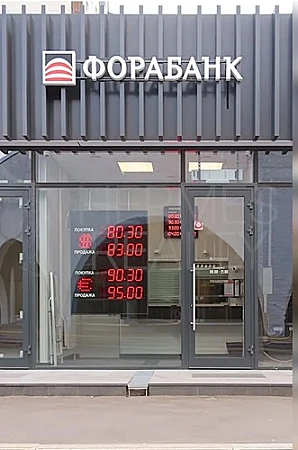 ФОРАБАНК
ПОКУПКА 80.30
$ 83.00
ПРОДАЖА
ПОКУПКА 90.30
€ 95.00
ПРОДАЖА